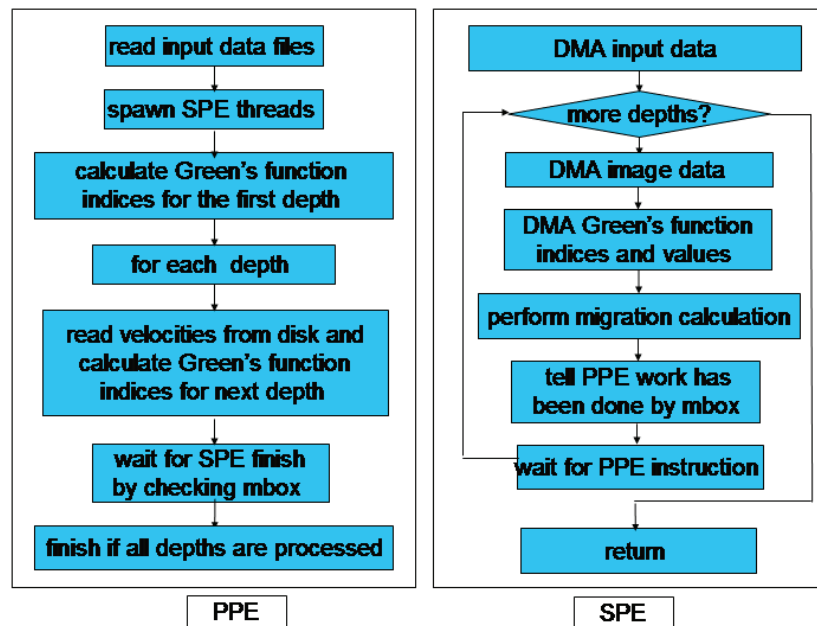 read input data files
spawn SPE threads
calculate Green's function
indices for the first depth
for each depth
read velocities from disk and
calculate Green's function
indices for next depth
wait for SPE finish
by checking mbox
finish if all depths are processed
PPE
DMA input data
more depths?
DMA image data
DMA Green's function
indices and values
perform migration calculation
tell PPE work has
been done by mbox
wait for PPE instruction
return
SPE